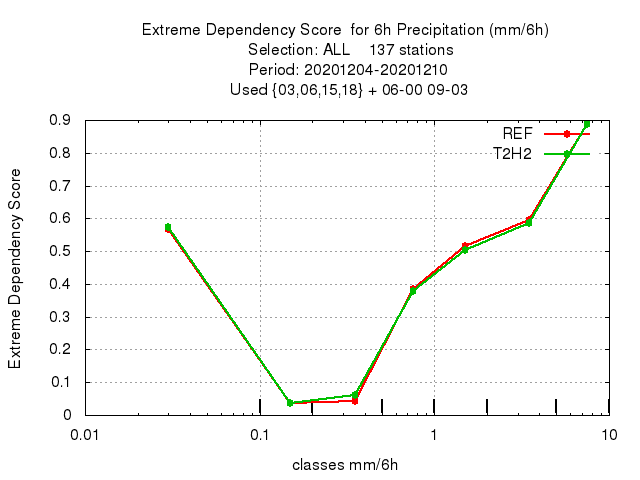 Extreme Dependency Score  for 6h Precipitation (mm/6h)
Selection: ALL    137 stations
Period: 20201204-20201210
Used {03,06,15,18} + 06-00 09-03
Extreme Dependency Score
0.9
0.8
0.7
0.6
0.5
0.4
0.3
0.2
0.1
0
REF
T2H2
0.01
0.1
1
10
classes mm/6h